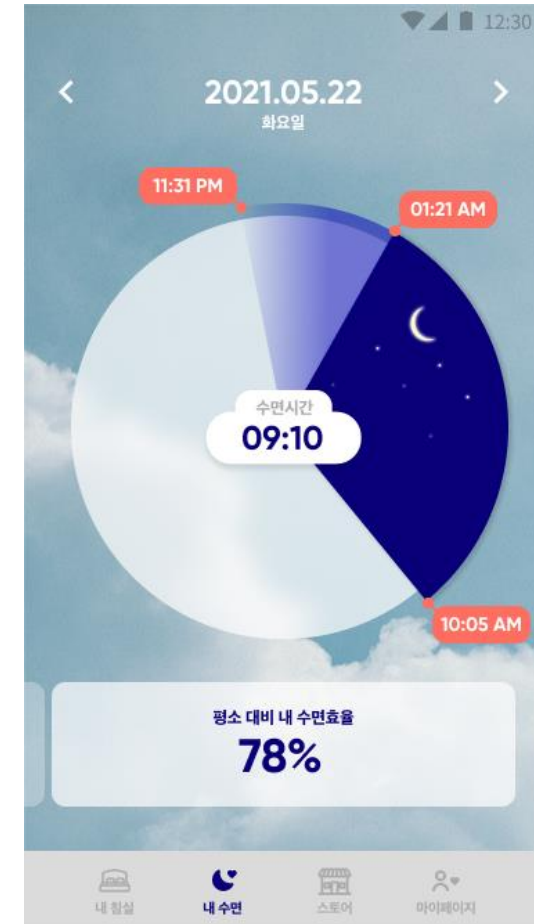 12:30
2021.05.22
화요일
11:31 PM
01:21 AM
수면시간
09:10
10:05 AM
평소 대비 내 수면효율
78%
내 침실
내 수면
스토어
마이페이지